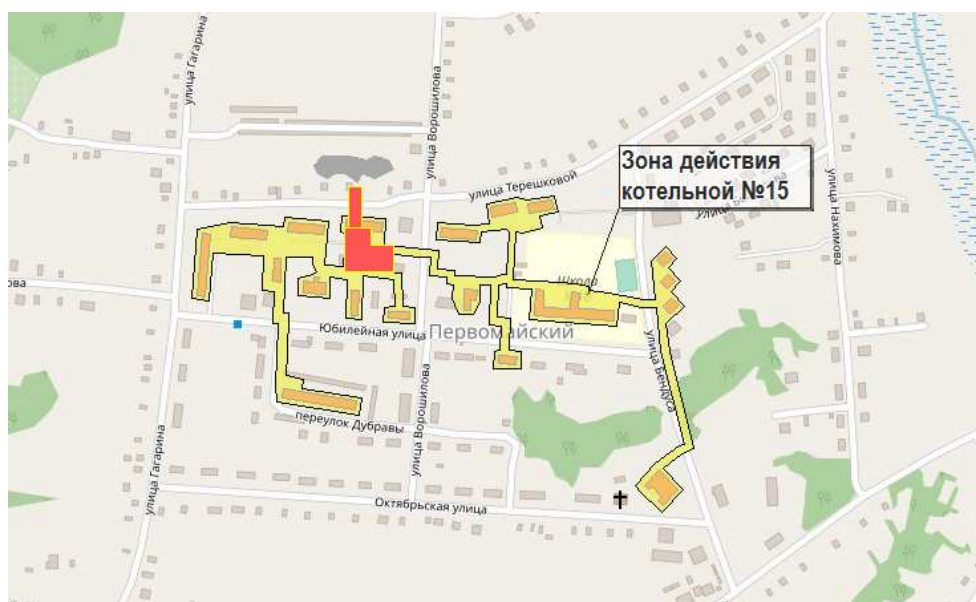 улица Гагарина
улица Ворошилова
Зона действия
котельной №15
улица Терешковой
улица Нахимова
Школа
ова
Юбилейная улица
Первомайский
улица Бендуса
переулок Дубравы
улица Ворошилова
улица Гагарина
Октябрьская улица